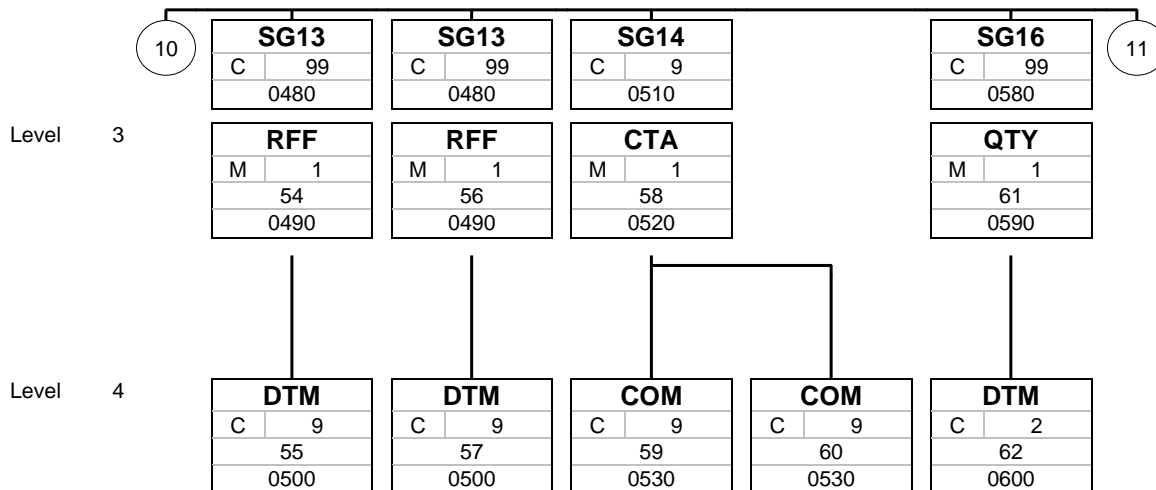 10
SG13 SG13 SG14 SG16
11
C 99 C 99 C 9 C 99
0480 0480 0510 0580
Level 3
RFF RFF CTA QTY
M 1 M 1 M 1 M 1
54 56 58 61
0490 0490 0520 0590
Level 4
DTM DTM COM COM DTM
C 9 C 9 C 9 C 9 C 2
55 57 59 60 62
0500 0500 0530 0530 0600